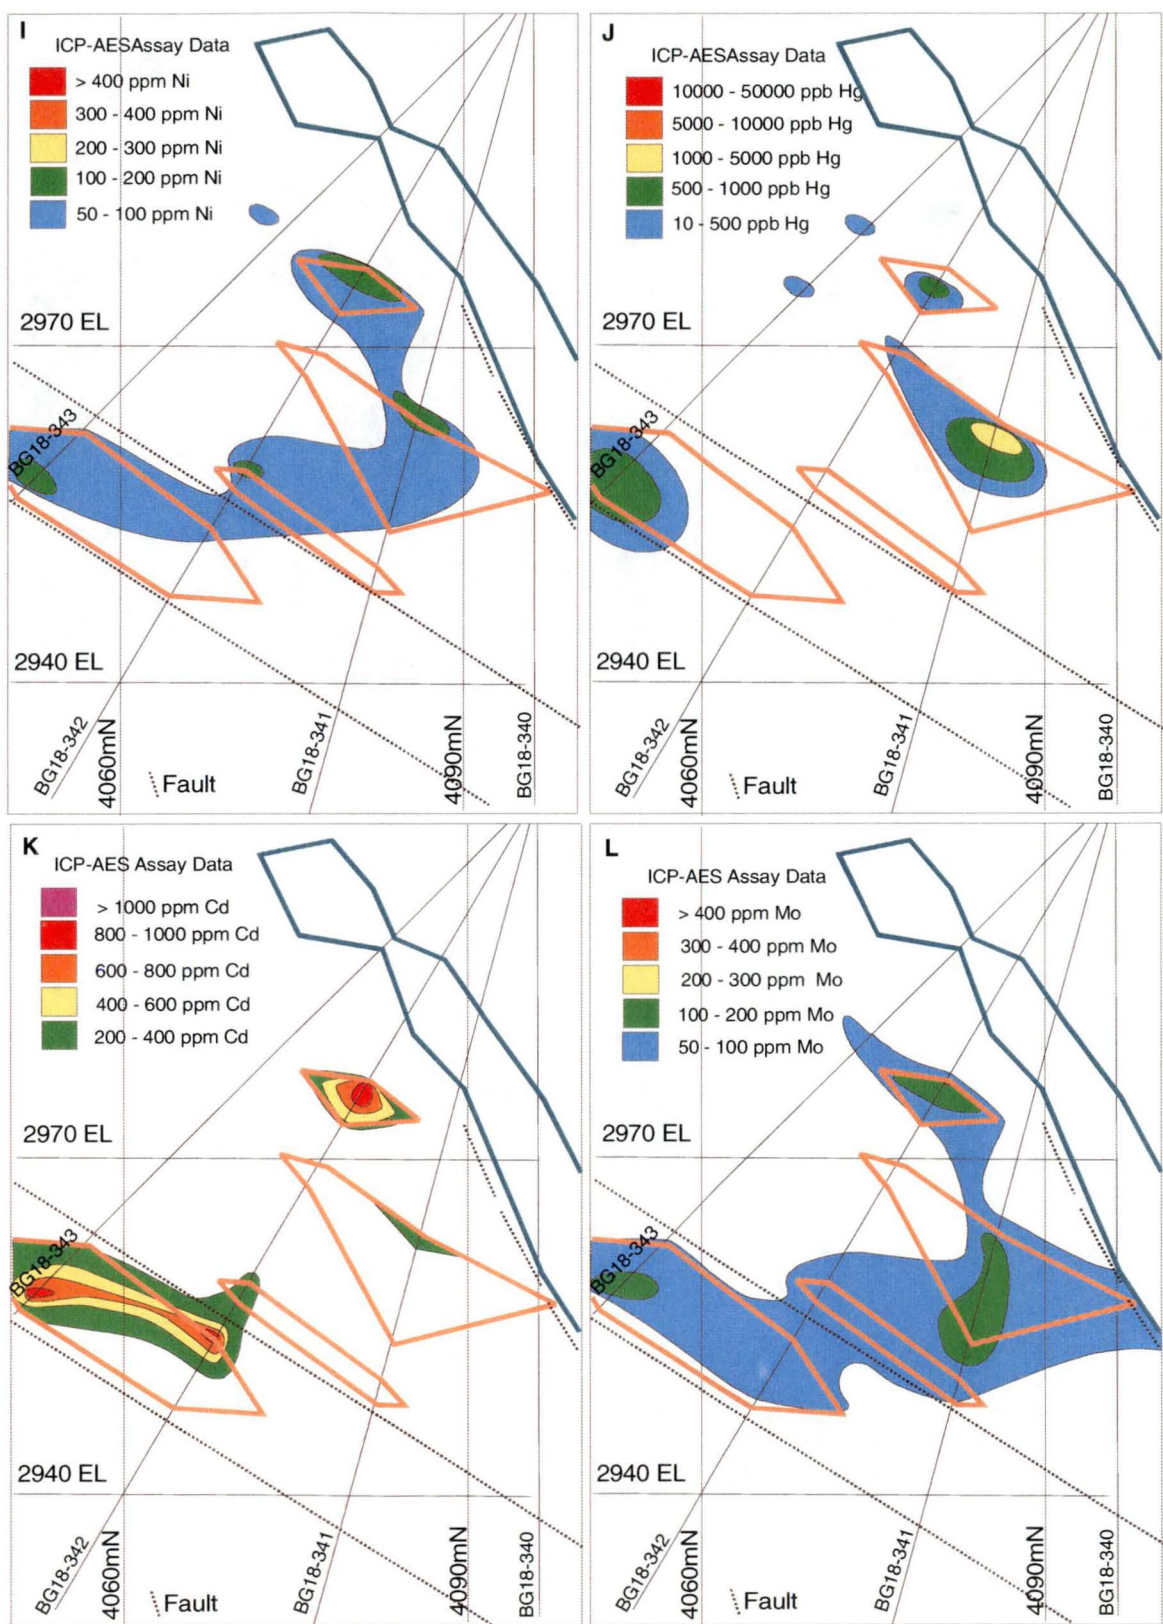 I
ICP-AESAssay Data
> 400 ppm Ni
300 - 400 ppm Ni
200 - 300 ppm Ni
100 - 200 ppm Ni
50 - 100 ppm Ni
2970 EL
BG18-343
2940 EL
BG18-342
4060mN
Fault
BG18-341
4090mN
BG18-340
J
ICP-AESAssay Data
10000 - 50000 ppb Hg
5000 - 10000 ppb Hg
1000 - 5000 ppb Hg
500 - 1000 ppb Hg
10 - 500 ppb Hg
2970 EL
BG18-343
2940 EL
BG18-342
4060mN
Fault
BG18-341
4090mN
BG18-340
K
ICP-AES Assay Data
> 1000 ppm Cd
800 - 1000 ppm Cd
600 - 800 ppm Cd
400 - 600 ppm Cd
200 - 400 ppm Cd
2970 EL
BG18-343
2940 EL
BG18-342
4060mN
Fault
BG18-341
4090mN
BG18-340
L
ICP-AES Assay Data
> 400 ppm Mo
300 - 400 ppm Mo
200 - 300 ppm Mo
100 - 200 ppm Mo
50 - 100 ppm Mo
2970 EL
BG18-343
2940 EL
BG18-342
4060mN
Fault
BG18-341
4090mN
BG18-340